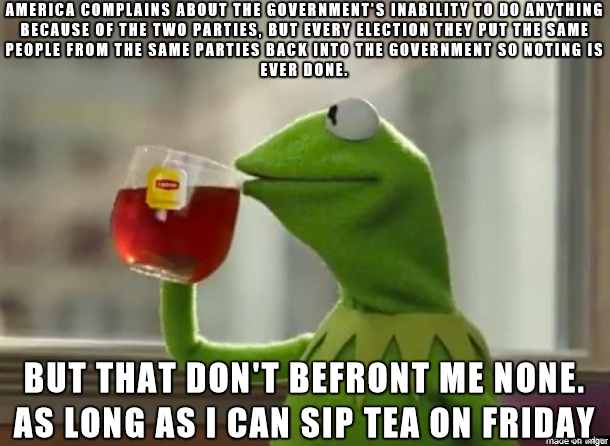 AMERICA COMPLAINS ABOUT THE GOVERNMENT'S INABILITY TO DO ANYTHING
BECAUSE OF THE TWO PARTIES, BUT EVERY ELECTION THEY PUT THE SAME
PEOPLE FROM THE SAME PARTIES BACK INTO THE GOVERNMENT SO NOTING IS
EVER DONE.
BUT THAT DON'T BEFRONT ME NONE.
AS LONG AS I CAN SIP TEA ON FRIDAY
made on imgur